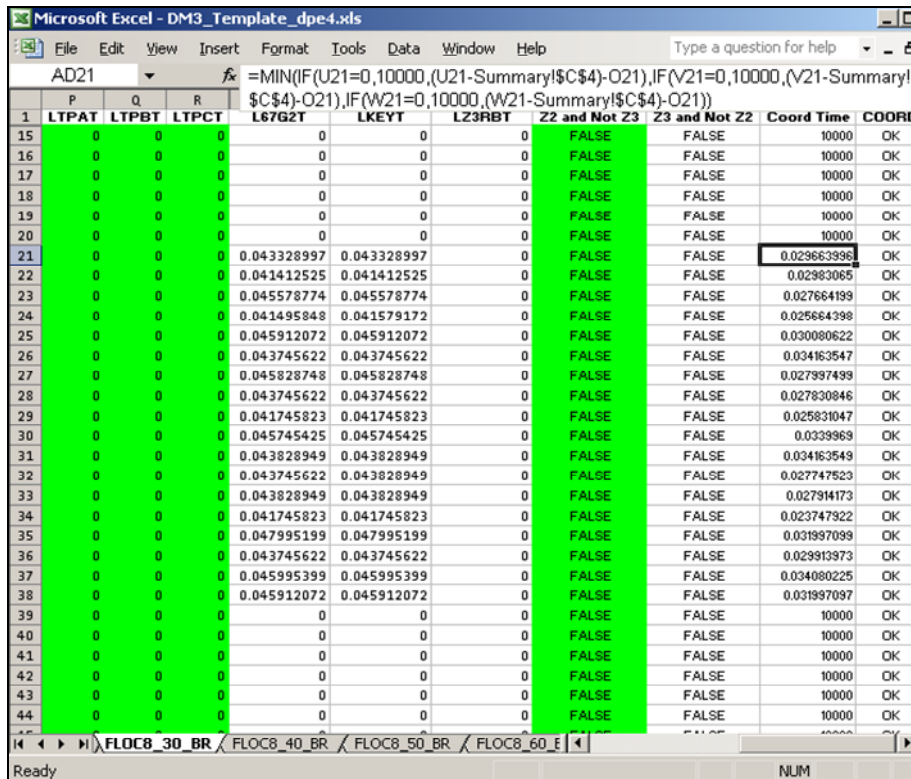 Microsoft Excel - DM3_Template_dpe4.xls
File Edit View Insert Format Tools Data Window Help Type a question for help
AD21 fx =MIN(IF(U21=0,10000,(U21-Summary!$C$4)-O21),IF(V21=0,10000,(V21-Summary!
$C$4)-O21),IF(W21=0,10000,(W21-Summary!$C$4)-O21))
P Q R
1 LTPAT LTPBT LTPCT L67G2T LKEYT LZ3RBT Z2 and Not Z3 Z3 and Not Z2 Coord Time COORD
15 0 0 0 0 0 0 FALSE FALSE 10000 OK
16 0 0 0 0 0 0 FALSE FALSE 10000 OK
17 0 0 0 0 0 0 FALSE FALSE 10000 OK
18 0 0 0 0 0 0 FALSE FALSE 10000 OK
19 0 0 0 0 0 0 FALSE FALSE 10000 OK
20 0 0 0 0 0 0 FALSE FALSE 10000 OK
21 0 0 0 0.043328997 0.043328997 0 FALSE FALSE 0.029663996 OK
22 0 0 0 0.041412525 0.041412525 0 FALSE FALSE 0.02983065 OK
23 0 0 0 0.045578774 0.045578774 0 FALSE FALSE 0.027664199 OK
24 0 0 0 0.041495848 0.041579172 0 FALSE FALSE 0.025664398 OK
25 0 0 0 0.045912072 0.045912072 0 FALSE FALSE 0.030080622 OK
26 0 0 0 0.043745622 0.043745622 0 FALSE FALSE 0.034163547 OK
27 0 0 0 0.045828748 0.045828748 0 FALSE FALSE 0.027997499 OK
28 0 0 0 0.043745622 0.043745622 0 FALSE FALSE 0.027830846 OK
29 0 0 0 0.041745823 0.041745823 0 FALSE FALSE 0.025831047 OK
30 0 0 0 0.045745425 0.045745425 0 FALSE FALSE 0.0339969 OK
31 0 0 0 0.043828949 0.043828949 0 FALSE FALSE 0.034163549 OK
32 0 0 0 0.043745622 0.043828949 0 FALSE FALSE 0.027747523 OK
33 0 0 0 0.043828949 0.043828949 0 FALSE FALSE 0.027914173 OK
34 0 0 0 0.041745823 0.041745823 0 FALSE FALSE 0.023747922 OK
35 0 0 0 0.047995199 0.047995199 0 FALSE FALSE 0.031997099 OK
36 0 0 0 0.043745622 0.043745622 0 FALSE FALSE 0.029913973 OK
37 0 0 0 0.045995399 0.045995399 0 FALSE FALSE 0.034080225 OK
38 0 0 0 0.045912072 0.045912072 0 FALSE FALSE 0.031997097 OK
39 0 0 0 0 0 0 FALSE FALSE 10000 OK
40 0 0 0 0 0 0 FALSE FALSE 10000 OK
41 0 0 0 0 0 0 FALSE FALSE 10000 OK
42 0 0 0 0 0 0 FALSE FALSE 10000 OK
43 0 0 0 0 0 0 FALSE FALSE 10000 OK
44 0 0 0 0 0 0 FALSE FALSE 10000 OK
FLOC8_30_BR FLOC8_40_BR FLOC8_50_BR FLOC8_60_E
Ready NUM